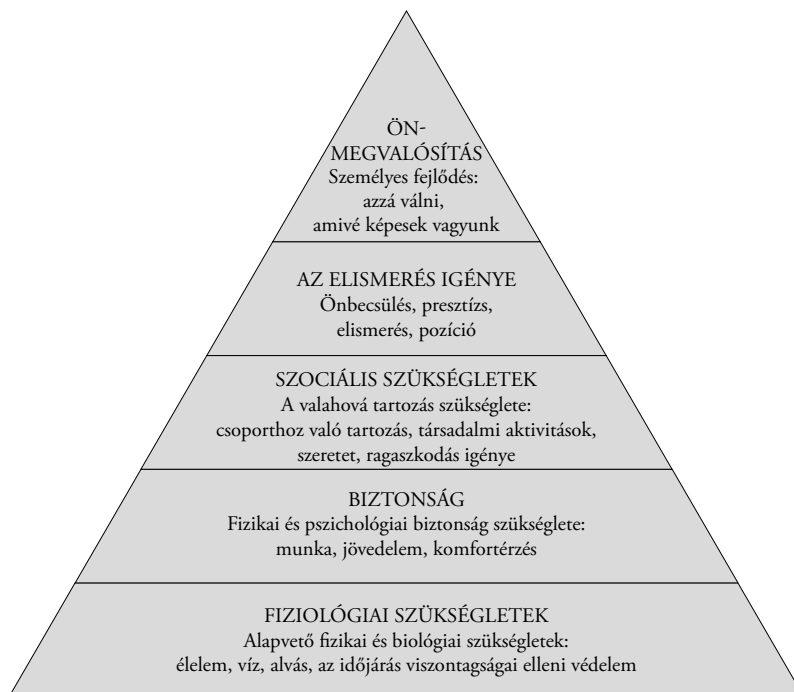 ÖN-
MEGVALÓSÍTÁS
Személyes fejlődés:
azzá válni,
amivé képesek vagyunk
AZ ELISMERÉS IGÉNYE
Önbecsülés, presztízs,
elismerés, pozíció
SZOCIÁLIS SZÜKSÉGLETEK
A valahová tartozás szükséglete:
csoporthoz való tartozás, társadalmi aktivitások,
szeretet, ragaszkodás igénye
BIZTONSÁG
Fizikai és pszichológiai biztonság szükséglete:
munka, jövedelem, komfortérzés
FIZIOLÓGIAI SZÜKSÉGLETEK
Alapvető fizikai és biológiai szükségletek:
élelem, víz, alvás, az időjárás viszontagságai elleni védelem